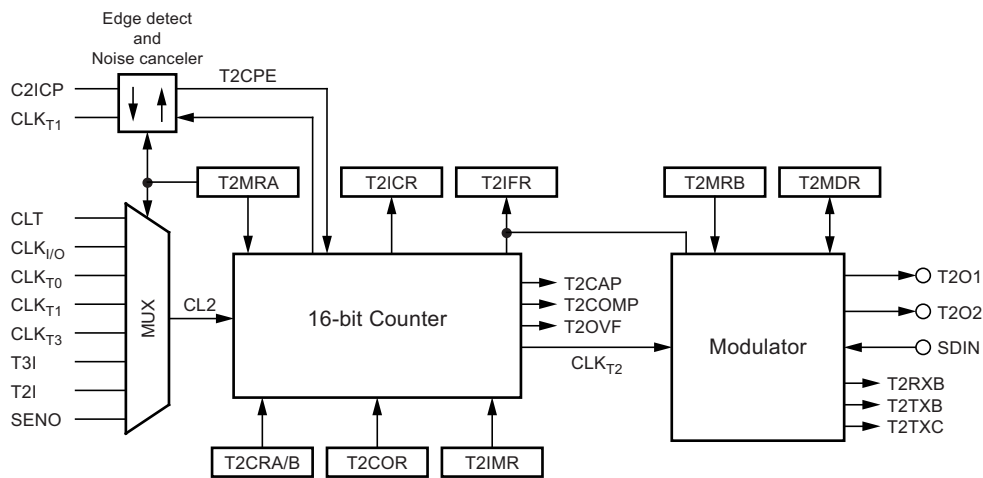 Edge detect
and
Noise canceler
C2ICP
CLKT1
T2CPE
T2MRA
T2ICR
T2IFR
T2MRB
T2MDR
CLT
CLKI/O
CLKT0
CLKT1
CLKT3
T3I
T2I
SENO
MUX
CL2
16-bit Counter
T2CAP
T2COMP
T2OVF
CLKT2
Modulator
T2O1
T2O2
SDIN
T2RXB
T2TXB
T2TXC
T2CRA/B
T2COR
T2IMR